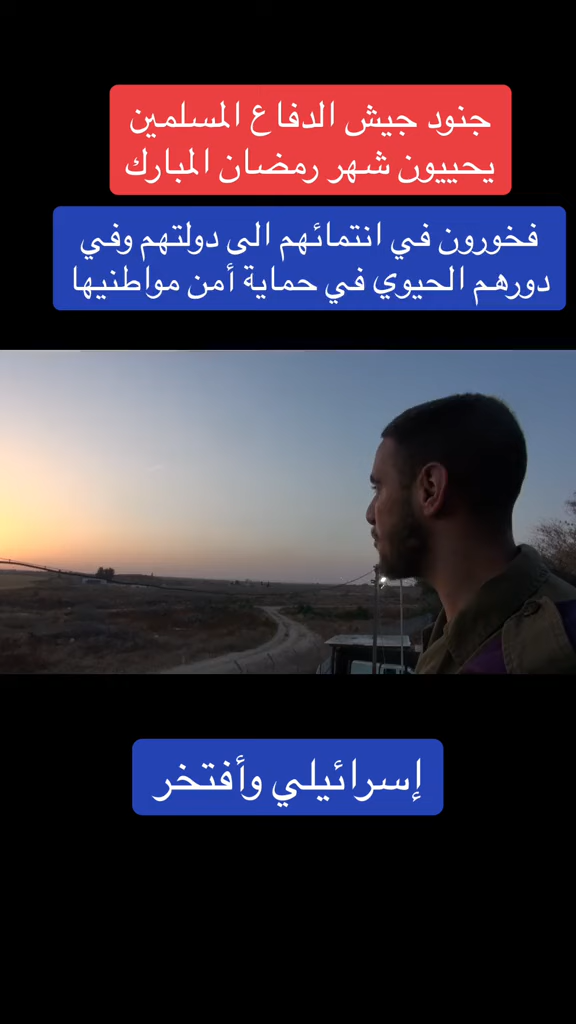 جنود جيش الدفاع المسلمين
يحييون شهر رمضان المبارك
فخورون في انتمائهم الى دولتهم وفي
دورهم الحيوي في حماية أمن مواطنيها
إسرائيلي وأفتخر